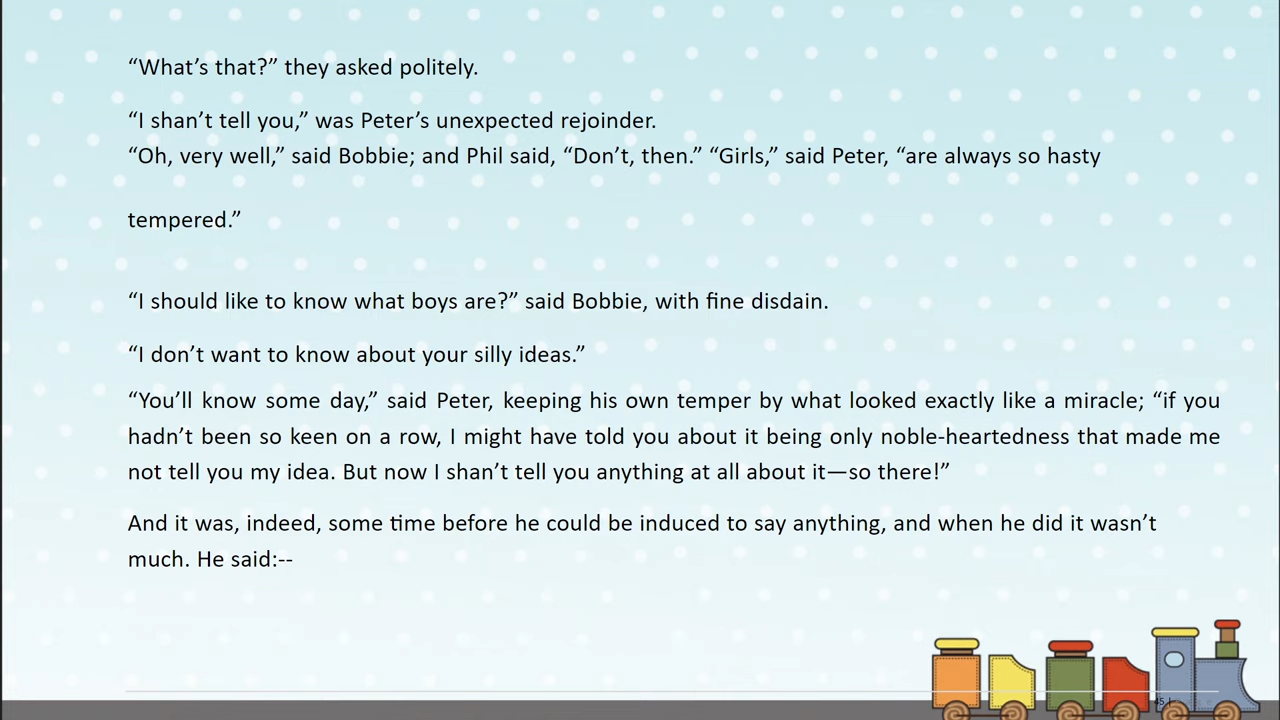 “What’s that?” they asked politely.
“I shan’t tell you,” was Peter’s unexpected rejoinder.
“Oh, very well,” said Bobbie; and Phil said, “Don’t, then.” “Girls,” said Peter, “are always so hasty
tempered.”
“I should like to know what boys are?” said Bobbie, with fine disdain.
“I don’t want to know about your silly ideas.”
“You’ll know some day,” said Peter, keeping his own temper by what looked exactly like a miracle; “if you
hadn’t been so keen on a row, I might have told you about it being only noble-heartedness that made me
not tell you my idea. But now I shan’t tell you anything at all about it—so there!”
And it was, indeed, some time before he could be induced to say anything, and when he did it wasn’t
much. He said:--